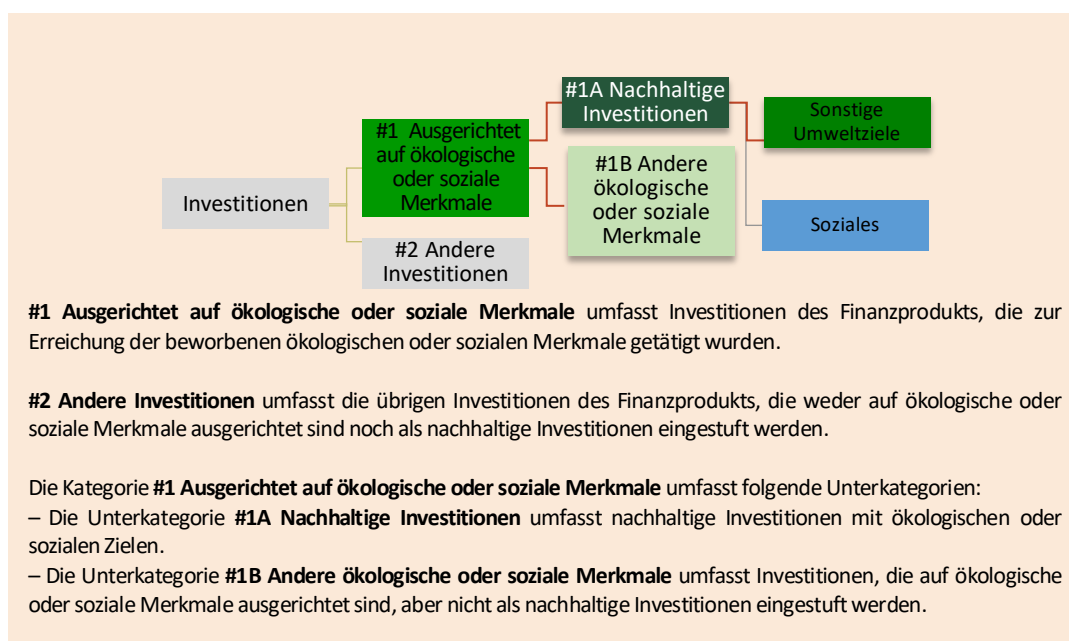 #1A Nachhaltige
Investitionen
Sonstige
Umweltziele
#1 Ausgerichtet
auf ökologische
oder soziale
Merkmale
#1B Andere
ökologische
oder soziale
Merkmale
Investitionen
Soziales
#2 Andere
Investitionen
#1 Ausgerichtet auf ökologische oder soziale Merkmale umfasst Investitionen des Finanzprodukts, die zur
Erreichung der beworbenen ökologischen oder sozialen Merkmale getätigt wurden.
#2 Andere Investitionen umfasst die übrigen Investitionen des Finanzprodukts, die weder auf ökologische oder
soziale Merkmale ausgerichtet sind noch als nachhaltige Investitionen eingestuft werden.
Die Kategorie #1 Ausgerichtet auf ökologische oder soziale Merkmale umfasst folgende Unterkategorien:
– Die Unterkategorie #1A Nachhaltige Investitionen umfasst nachhaltige Investitionen mit ökologischen oder
sozialen Zielen.
– Die Unterkategorie #1B Andere ökologische oder soziale Merkmale umfasst Investitionen, die auf ökologische
oder soziale Merkmale ausgerichtet sind, aber nicht als nachhaltige Investitionen eingestuft werden.